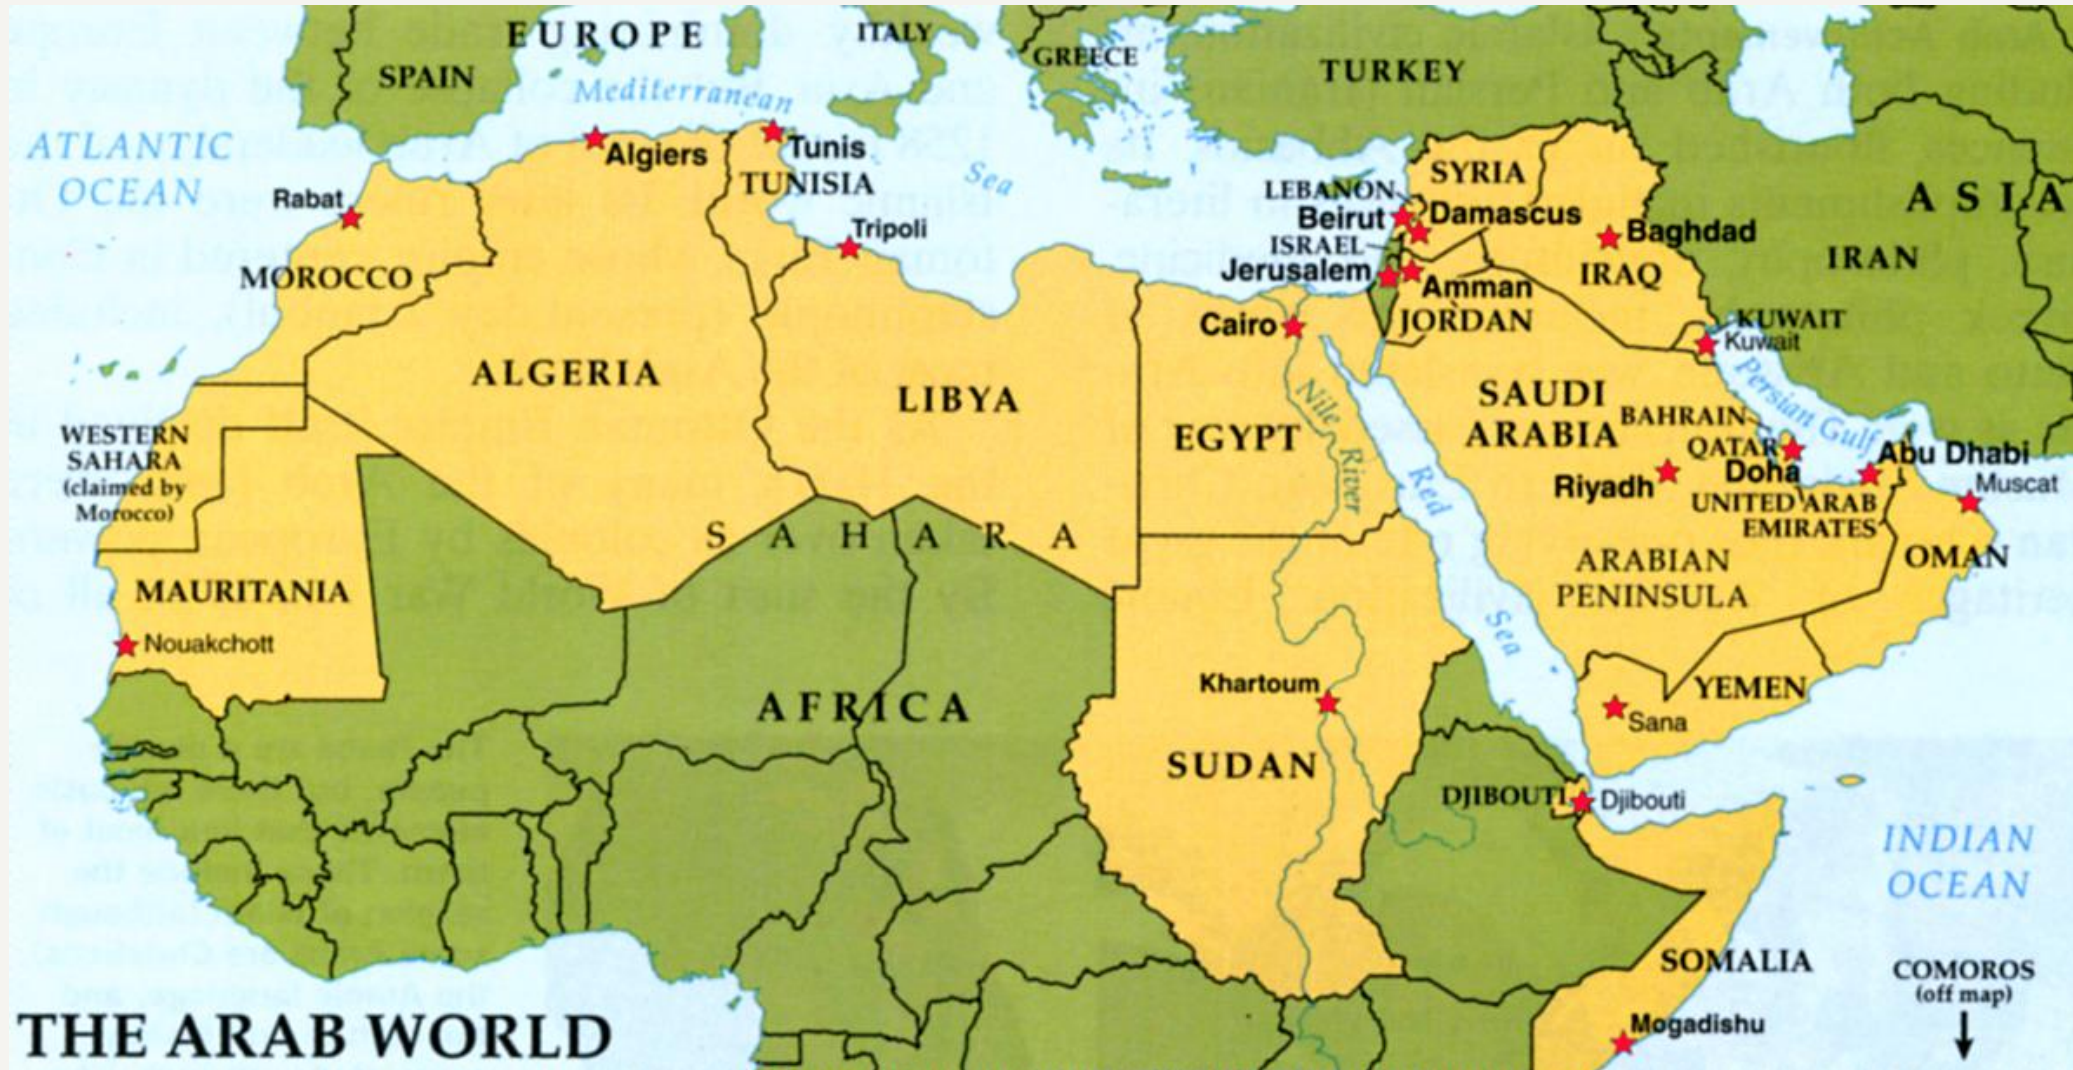 EUROPE
ITALY
GREECE
SPAIN
TURKEY
Mediterranean
Sea
ATLANTIC
OCEAN
ASIA
Algiers
Tunis
TUNISIA
Rabat
Tripoli
MOROCCO
SYRIA
LEBANON
Beirut
Damascus
ISRAEL
Jerusalem
Amman
JORDAN
Baghdad
IRAQ
IRAN
Cairo
KUWAIT
Kuwait
Persian Gulf
ALGERIA
LIBYA
EGYPT
Nile
River
Red
Sea
SAUDI
ARABIA
BAHRAIN
QATAR
Doha
Abu Dhabi
Riyadh
Muscat
UNITED ARAB
EMIRATES
OMAN
WESTERN
SAHARA
(claimed by
Morocco)
SAHARA
ARABIAN
PENINSULA
MAURITANIA
Nouakchott
AFRICA
Khartoum
SUDAN
YEMEN
Sana
DJIBOUTI
Djibouti
INDIAN
OCEAN
SOMALIA
Mogadishu
COMOROS
(off map)
THE ARAB WORLD